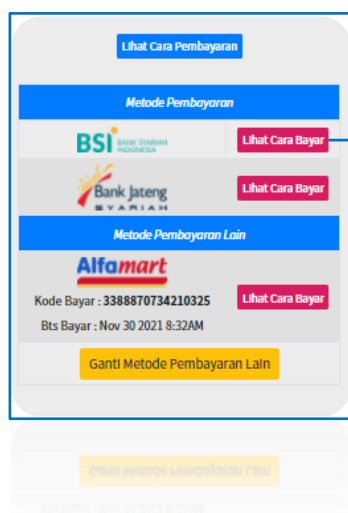 Lihat Cara Pembayaran
Metode Pembayaran
BSI BANK SYARIAH INDONESIA
Lihat Cara Bayar
Bank Jateng
SYARIAH
Lihat Cara Bayar
Metode Pembayaran Lain
Alfamart
Kode Bayar : 3388870734210325
Lihat Cara Bayar
Bts Bayar : Nov 30 2021 8:32AM
Ganti Metode Pembayaran Lain